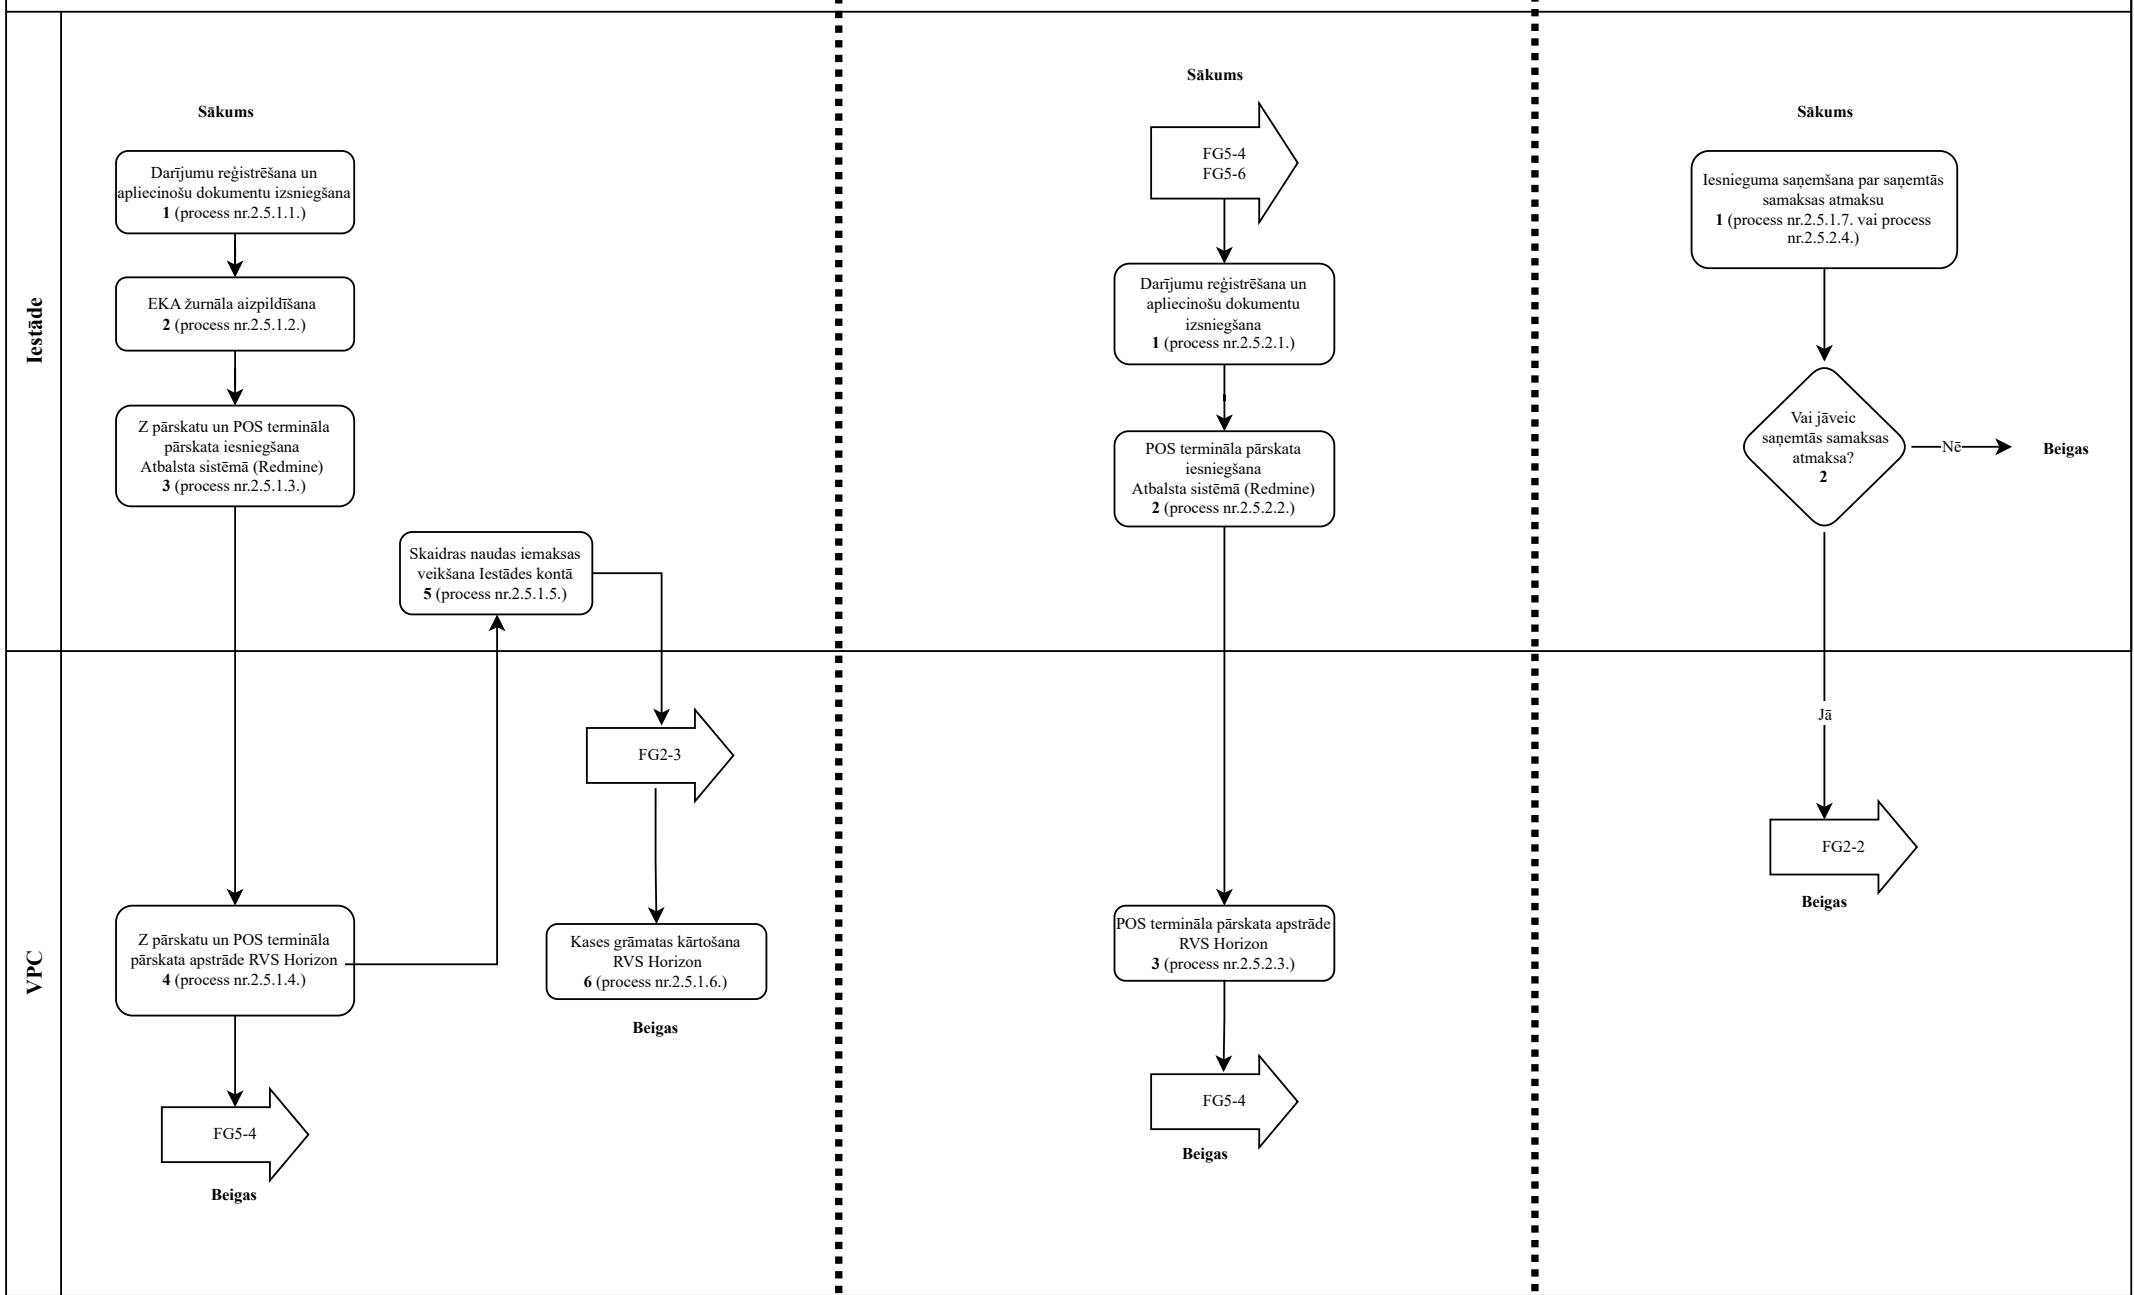 Iestāde
VPC
Sākums
Darījumu reģistrēšana un
apliecinošu dokumentu izsniegšana
1 (process nr.2.5.1.1.)
EKA žurnāla aizpildīšana
2 (process nr.2.5.1.2.)
Z pārskatu un POS termināla
pārskata iesniegšana
Atbalsta sistēmā (Redmine)
3 (process nr.2.5.1.3.)
Skaidras naudas iemaksas
veikšana Iestādes kontā
5 (process nr.2.5.1.5.)
FG2-3
Z pārskatu un POS termināla
pārskata apstrāde RVS Horizon
4 (process nr.2.5.1.4.)
Kases grāmatas kārtošana
RVS Horizon
6 (process nr.2.5.1.6.)
Beigas
FG5-4
Beigas
Sākums
FG5-4
FG5-6
Darījumu reģistrēšana un
apliecinošu dokumentu
izsniegšana
1 (process nr.2.5.2.1.)
POS termināla pārskata
iesniegšana
Atbalsta sistēmā (Redmine)
2 (process nr.2.5.2.2.)
POS termināla pārskata apstrāde
RVS Horizon
3 (process nr.2.5.2.3.)
FG5-4
Beigas
Sākums
Iesnieguma saņemšana par saņemtās
samaksas atmaksu
1 (process nr.2.5.1.7. vai process
nr.2.5.2.4.)
Vai jāveic
saņemtās samaksas
atmaksa?
2
Nē
Beigas
Jā
FG2-2
Beigas